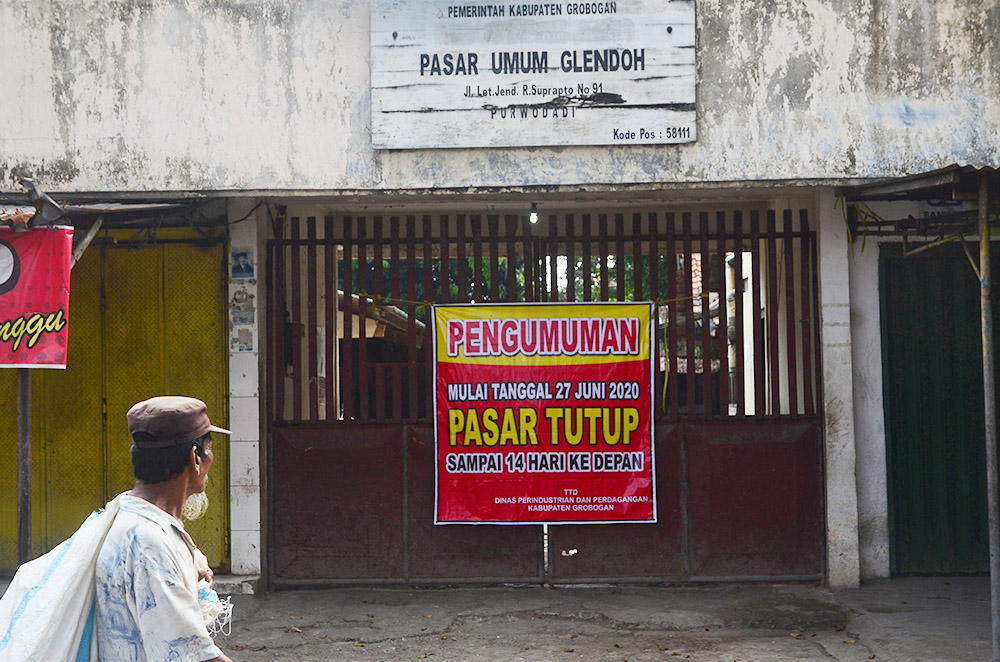 PEMERINTAH KABUPATEN GROBOGAN
PASAR UMUM GLENDOH
Jl. Let.Jend. R.Suprapto No 91
PURWODADI
Kode Pos : 58111
PENGUMUMAN
MULAI TANGGAL 27 JUNI 2020
PASAR TUTUP
SAMPAI 14 HARI KE DEPAN
TTD
DINAS PERINDUSTRIAN DAN PERDAGANGAN
KABUPATEN GROBOGAN